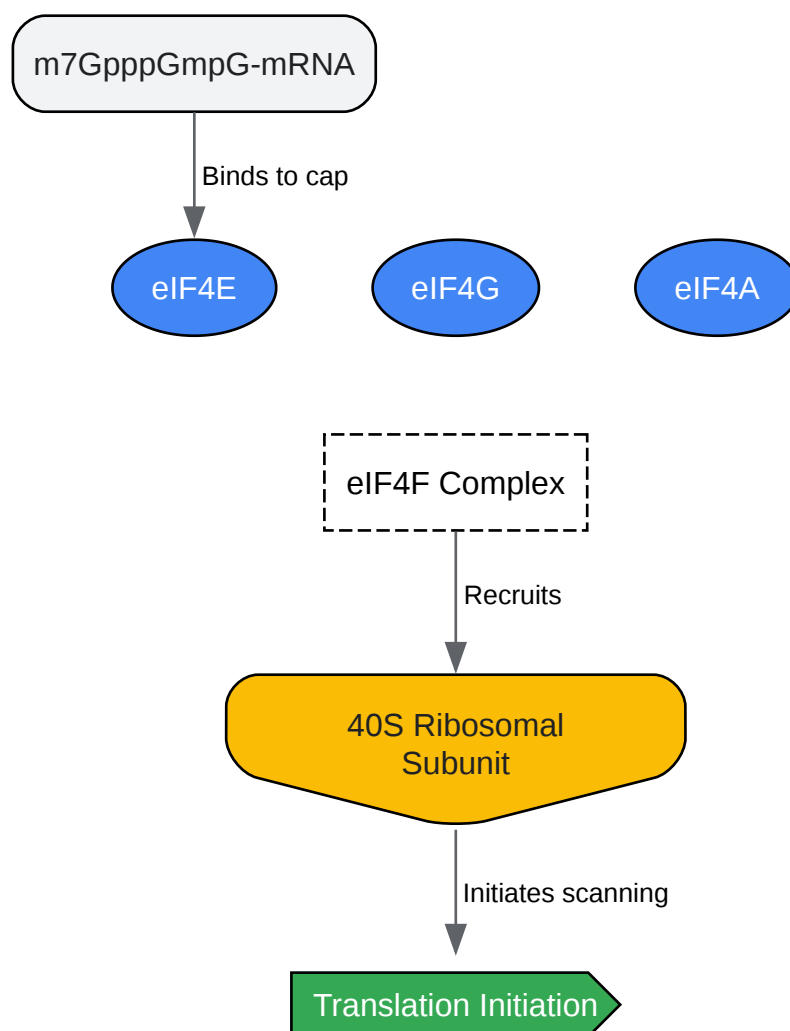 m7GpppGmpG-mRNA
Binds to cap
eIF4E
eIF4G
eIF4A
eIF4F Complex
Recruits
40S Ribosomal
Subunit
Initiates scanning
Translation Initiation